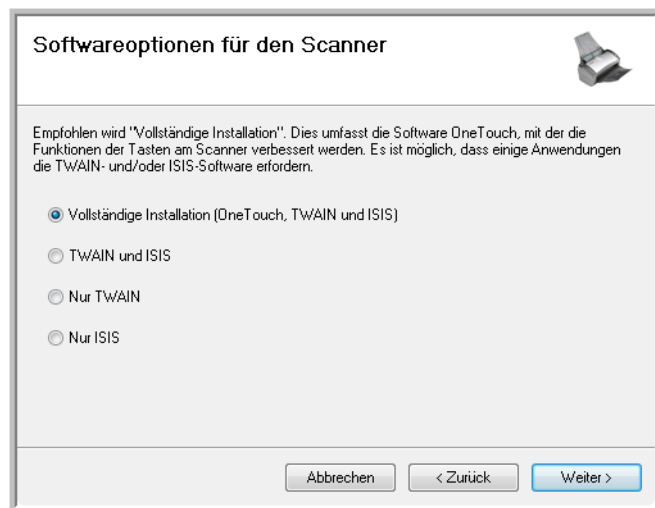 Softwareoptionen für den Scanner
Empfohlen wird "Vollständige Installation". Dies umfasst die Software OneTouch, mit der die
Funktionen der Tasten am Scanner verbessert werden. Es ist möglich, dass einige Anwendungen
die TWAIN- und/oder ISIS-Software erfordern.
Vollständige Installation (OneTouch, TWAIN und ISIS)
TWAIN und ISIS
Nur TWAIN
Nur ISIS
Abbrechen
< Zurück
Weiter >